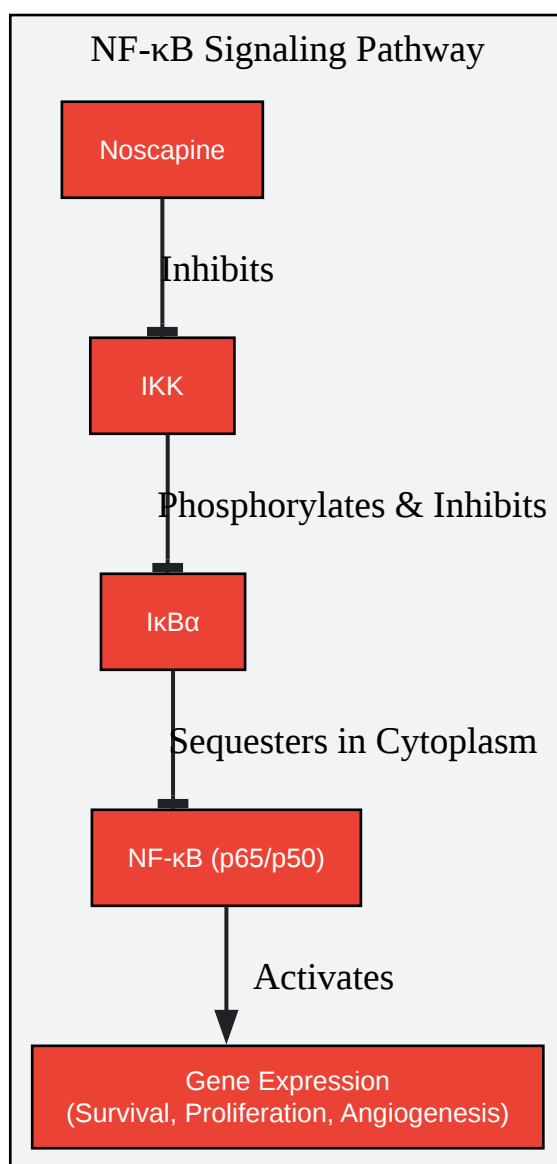 NF-κB Signaling Pathway
Noscapine
Inhibits
IKK
Phosphorylates & Inhibits
IκBα
Sequesters in Cytoplasm
NF-κB (p65/p50)
Activates
Gene Expression
(Survival, Proliferation, Angiogenesis)